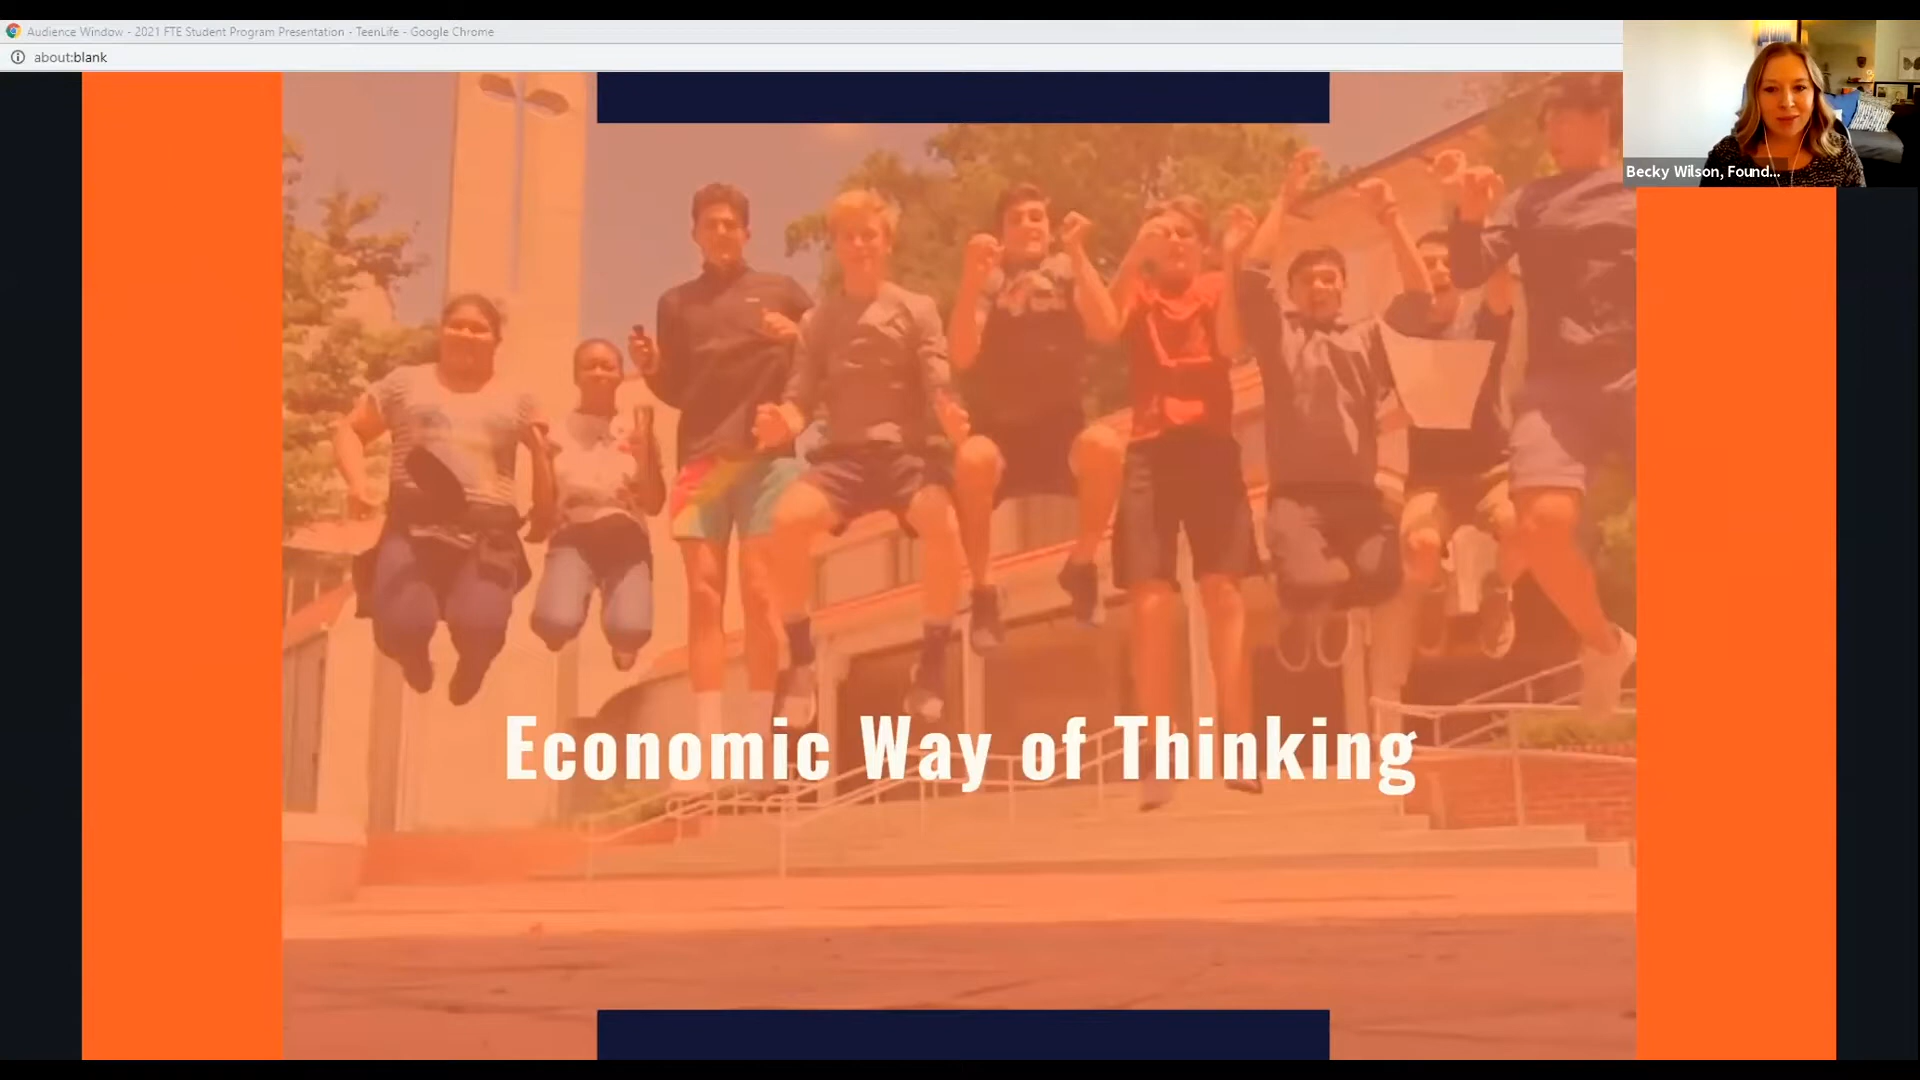 Audience Window - 2021 FTE Student Program Presentation - TeenLife - Google Chrome
about:blank
Becky Wilson, Found...
Economic Way of Thinking